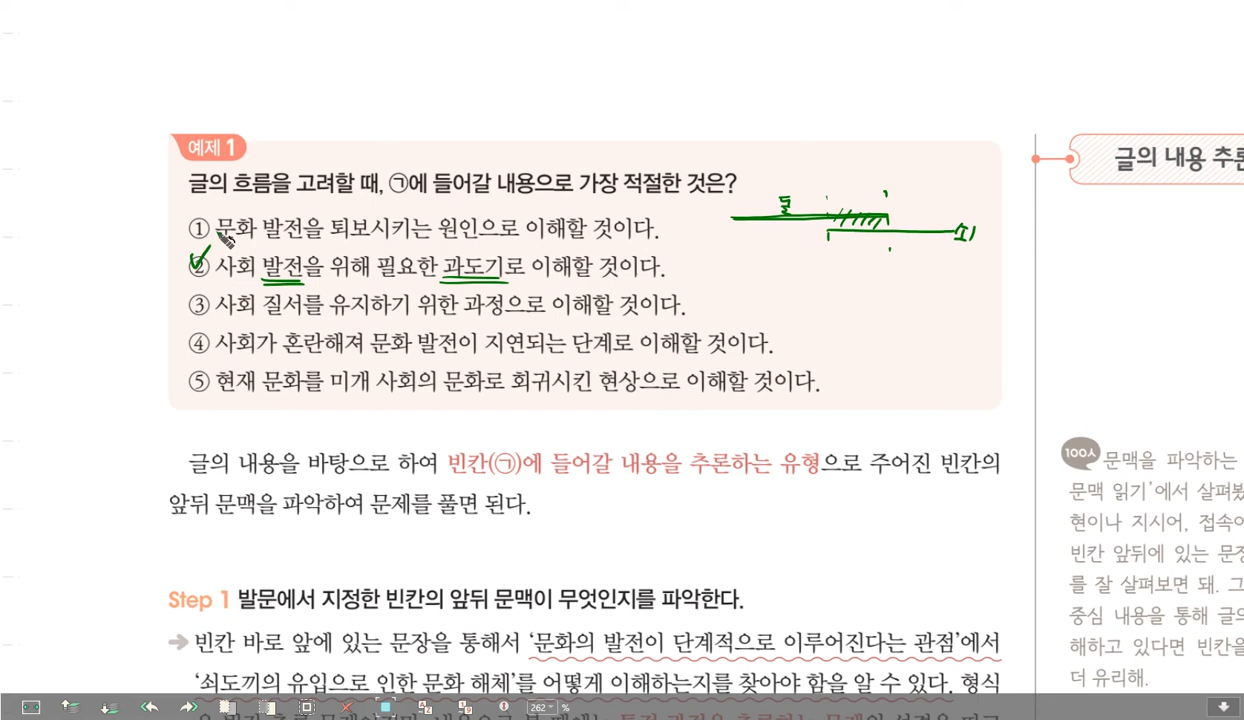 예제 1
글의 내용 추론
글의 흐름을 고려할 때, ㉠에 들어갈 내용으로 가장 적절한 것은?
① 문화 발전을 퇴보시키는 원인으로 이해할 것이다.
② 사회 발전을 위해 필요한 과도기로 이해할 것이다.
③ 사회 질서를 유지하기 위한 과정으로 이해할 것이다.
④ 사회가 혼란해져 문화 발전이 지연되는 단계로 이해할 것이다.
⑤ 현재 문화를 미개 사회의 문화로 회귀시킨 현상으로 이해할 것이다.
글의 내용을 바탕으로 하여 빈칸(㉠)에 들어갈 내용을 추론하는 유형으로 주어진 빈칸의
앞뒤 문맥을 파악하여 문제를 풀면 된다.
Step 1 발문에서 지정한 빈칸의 앞뒤 문맥이 무엇인지를 파악한다.
→ 빈칸 바로 앞에 있는 문장을 통해서 '문화의 발전이 단계적으로 이루어진다는 관점'에서
'쇠도끼의 유입으로 인한 문화 해체'를 어떻게 이해하는지를 찾아야 함을 알 수 있다. 형식
100人 문맥을 파악하는
문맥 읽기'에서 살펴봤
현이나 지시어, 접속어
빈칸 앞뒤에 있는 문장
를 잘 살펴보면 돼. 그
중심 내용을 통해 글의
해하고 있다면 빈칸을
더 유리해.
262 %